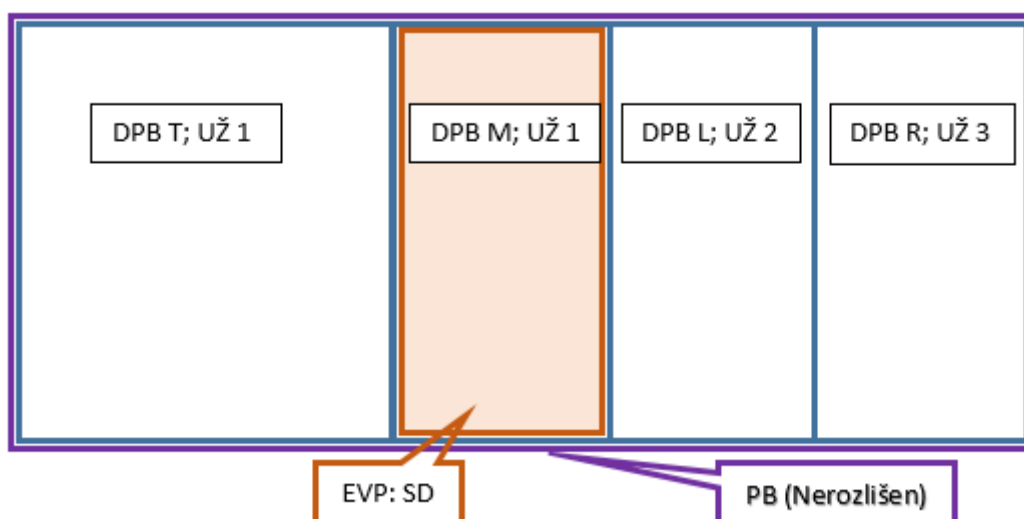 DPB T; UŽ 1
DPB M; UŽ 1
DPB L; UŽ 2
DPB R; UŽ 3
EVP: SD
PB (Nerozlišen)